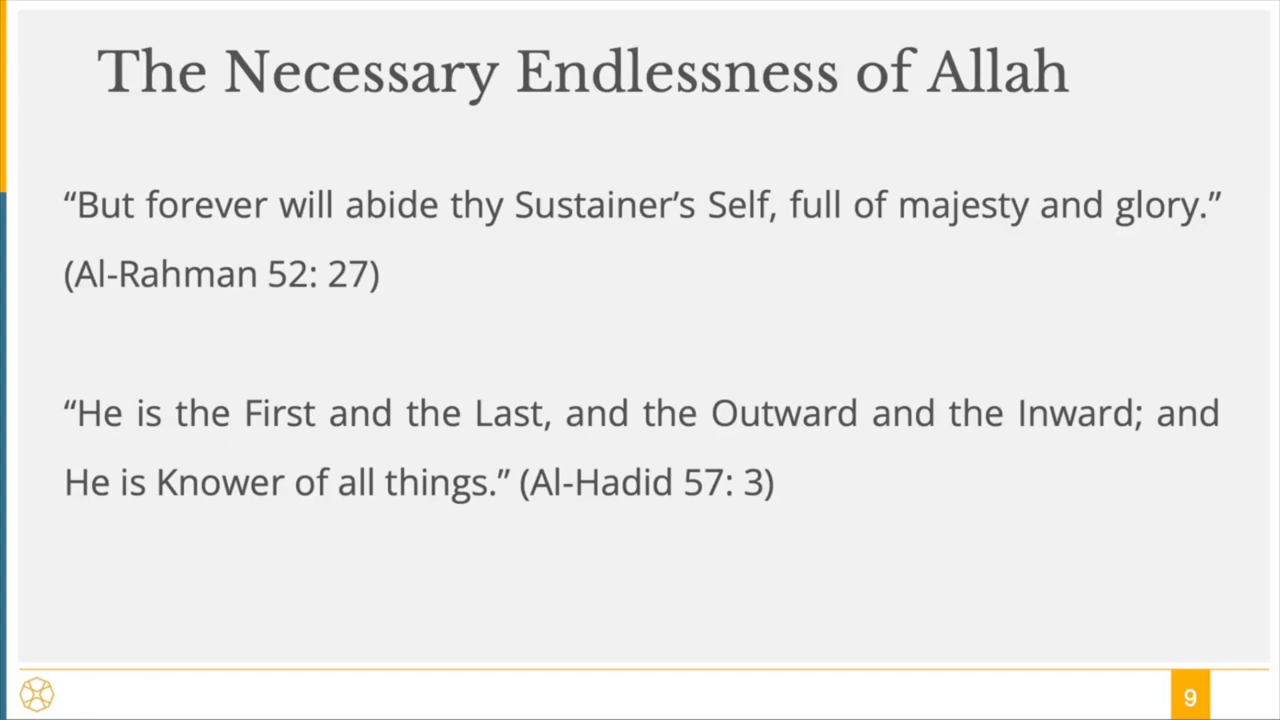 The Necessary Endlessness of Allah
“But forever will abide thy Sustainer’s Self, full of majesty and glory.”
(Al-Rahman 52: 27)
“He is the First and the Last, and the Outward and the Inward; and
He is Knower of all things.” (Al-Hadid 57: 3)
9